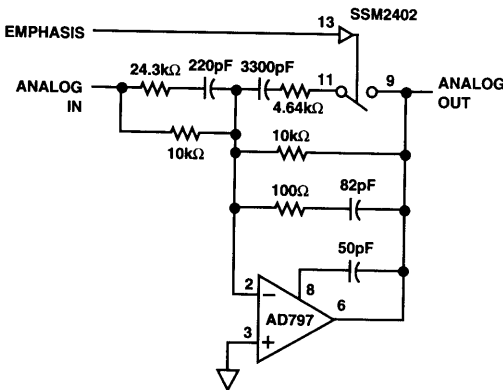 SSM2402
13
EMPHASIS
24.3kΩ 220pF 3300pF
11 9
ANALOG IN
4.64kΩ
ANALOG OUT
10kΩ
10kΩ
100Ω 82pF
50pF
2 8 6
−
AD797
3 +